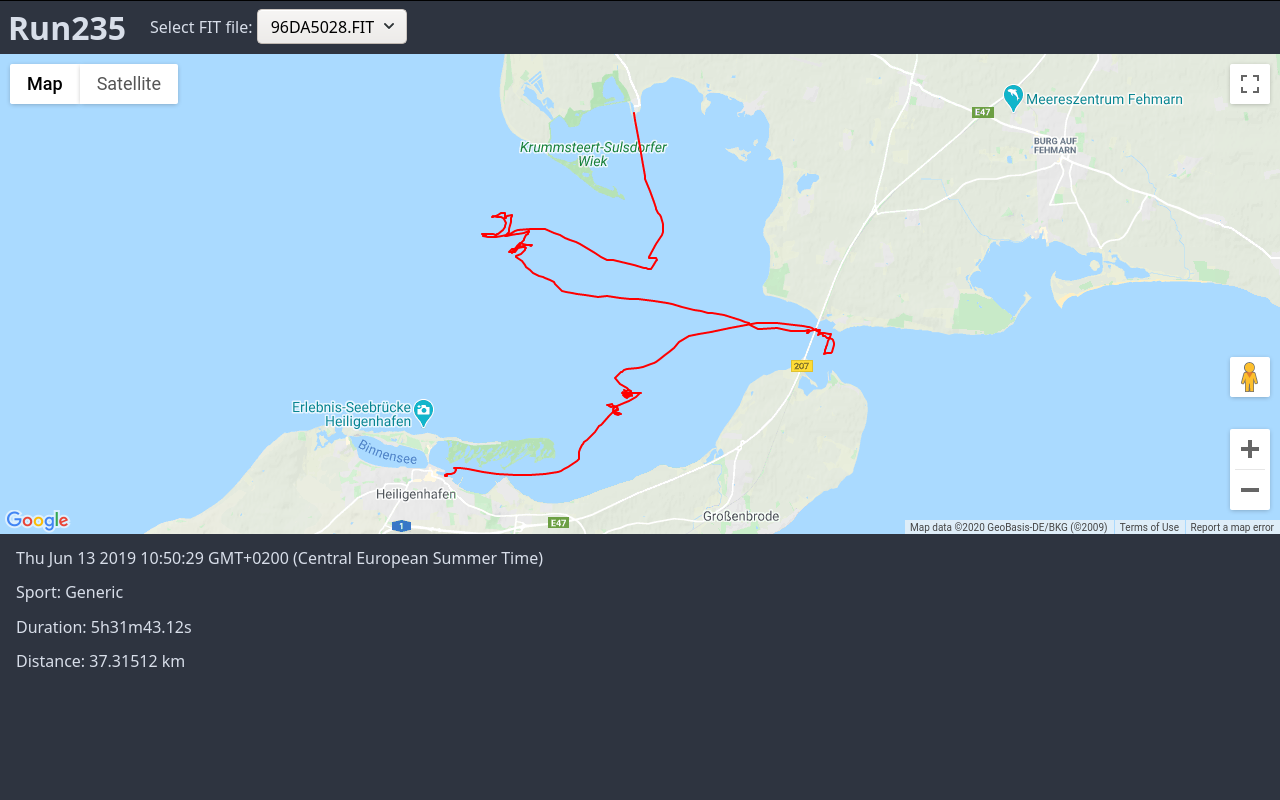 Run235
Select FIT file:
96DA5028.FIT
Map
Satellite
Meereszentrum Fehmarn
E47
BURG AUF
FEHMARN
Krummsteert-Sulsdorfer
Wiek
207
Erlebnis-Seebrücke
Heiligenhafen
Binnensee
Heiligenhafen
Großenbrode
1
E47
Google
Map data ©2020 GeoBasis-DE/BKG (©2009)
Terms of Use
Report a map error
Thu Jun 13 2019 10:50:29 GMT+0200 (Central European Summer Time)
Sport: Generic
Duration: 5h31m43.12s
Distance: 37.31512 km